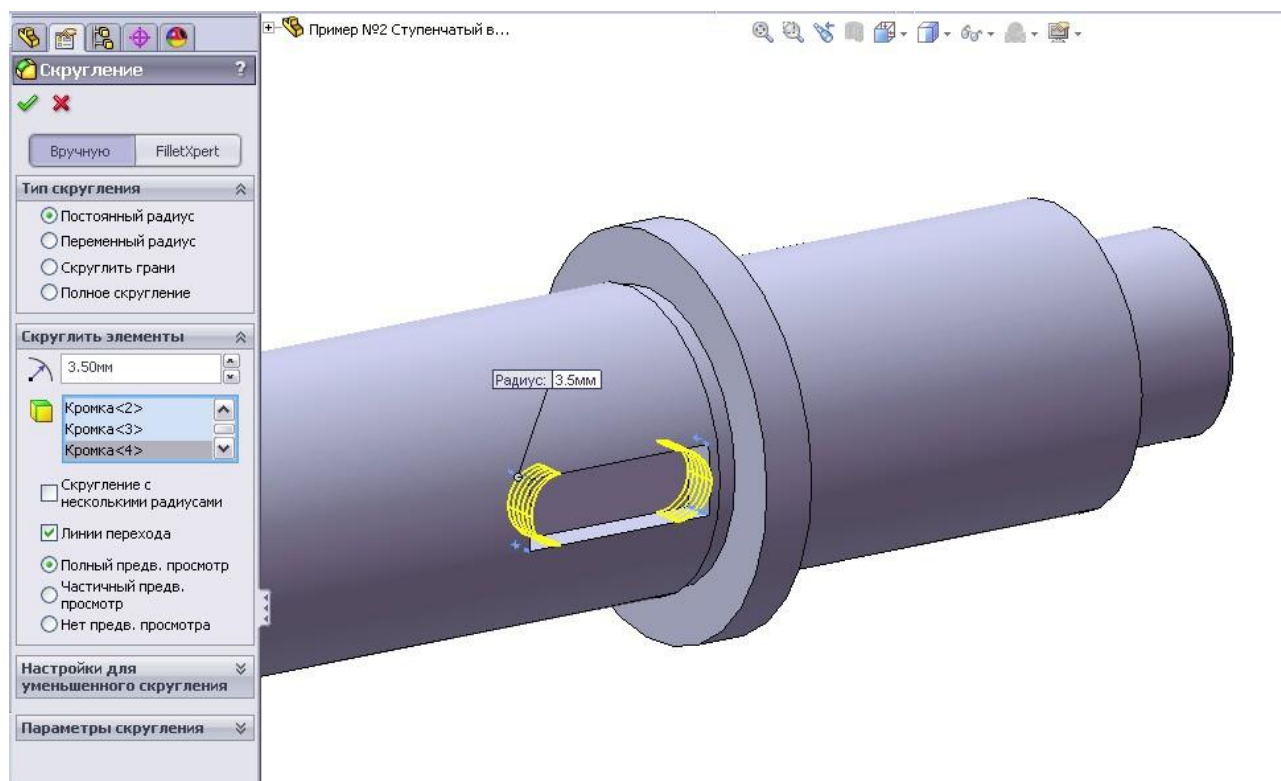 Пример №2 Ступенчатый в...
Скругление ?
Вручную FilletXpert
Тип скругления
Постоянный радиус
Переменный радиус
Скруглить грани
Полное скругление
Скруглить элементы
3.50мм
Кромка<2>
Кромка<3>
Кромка<4>
Скругление с
несколькими радиусами
Линии перехода
Полный предв. просмотр
Частичный предв.
просмотр
Нет предв. просмотра
Настройки для
уменьшенного скругления
Параметры скругления
Радиус: 3.5мм